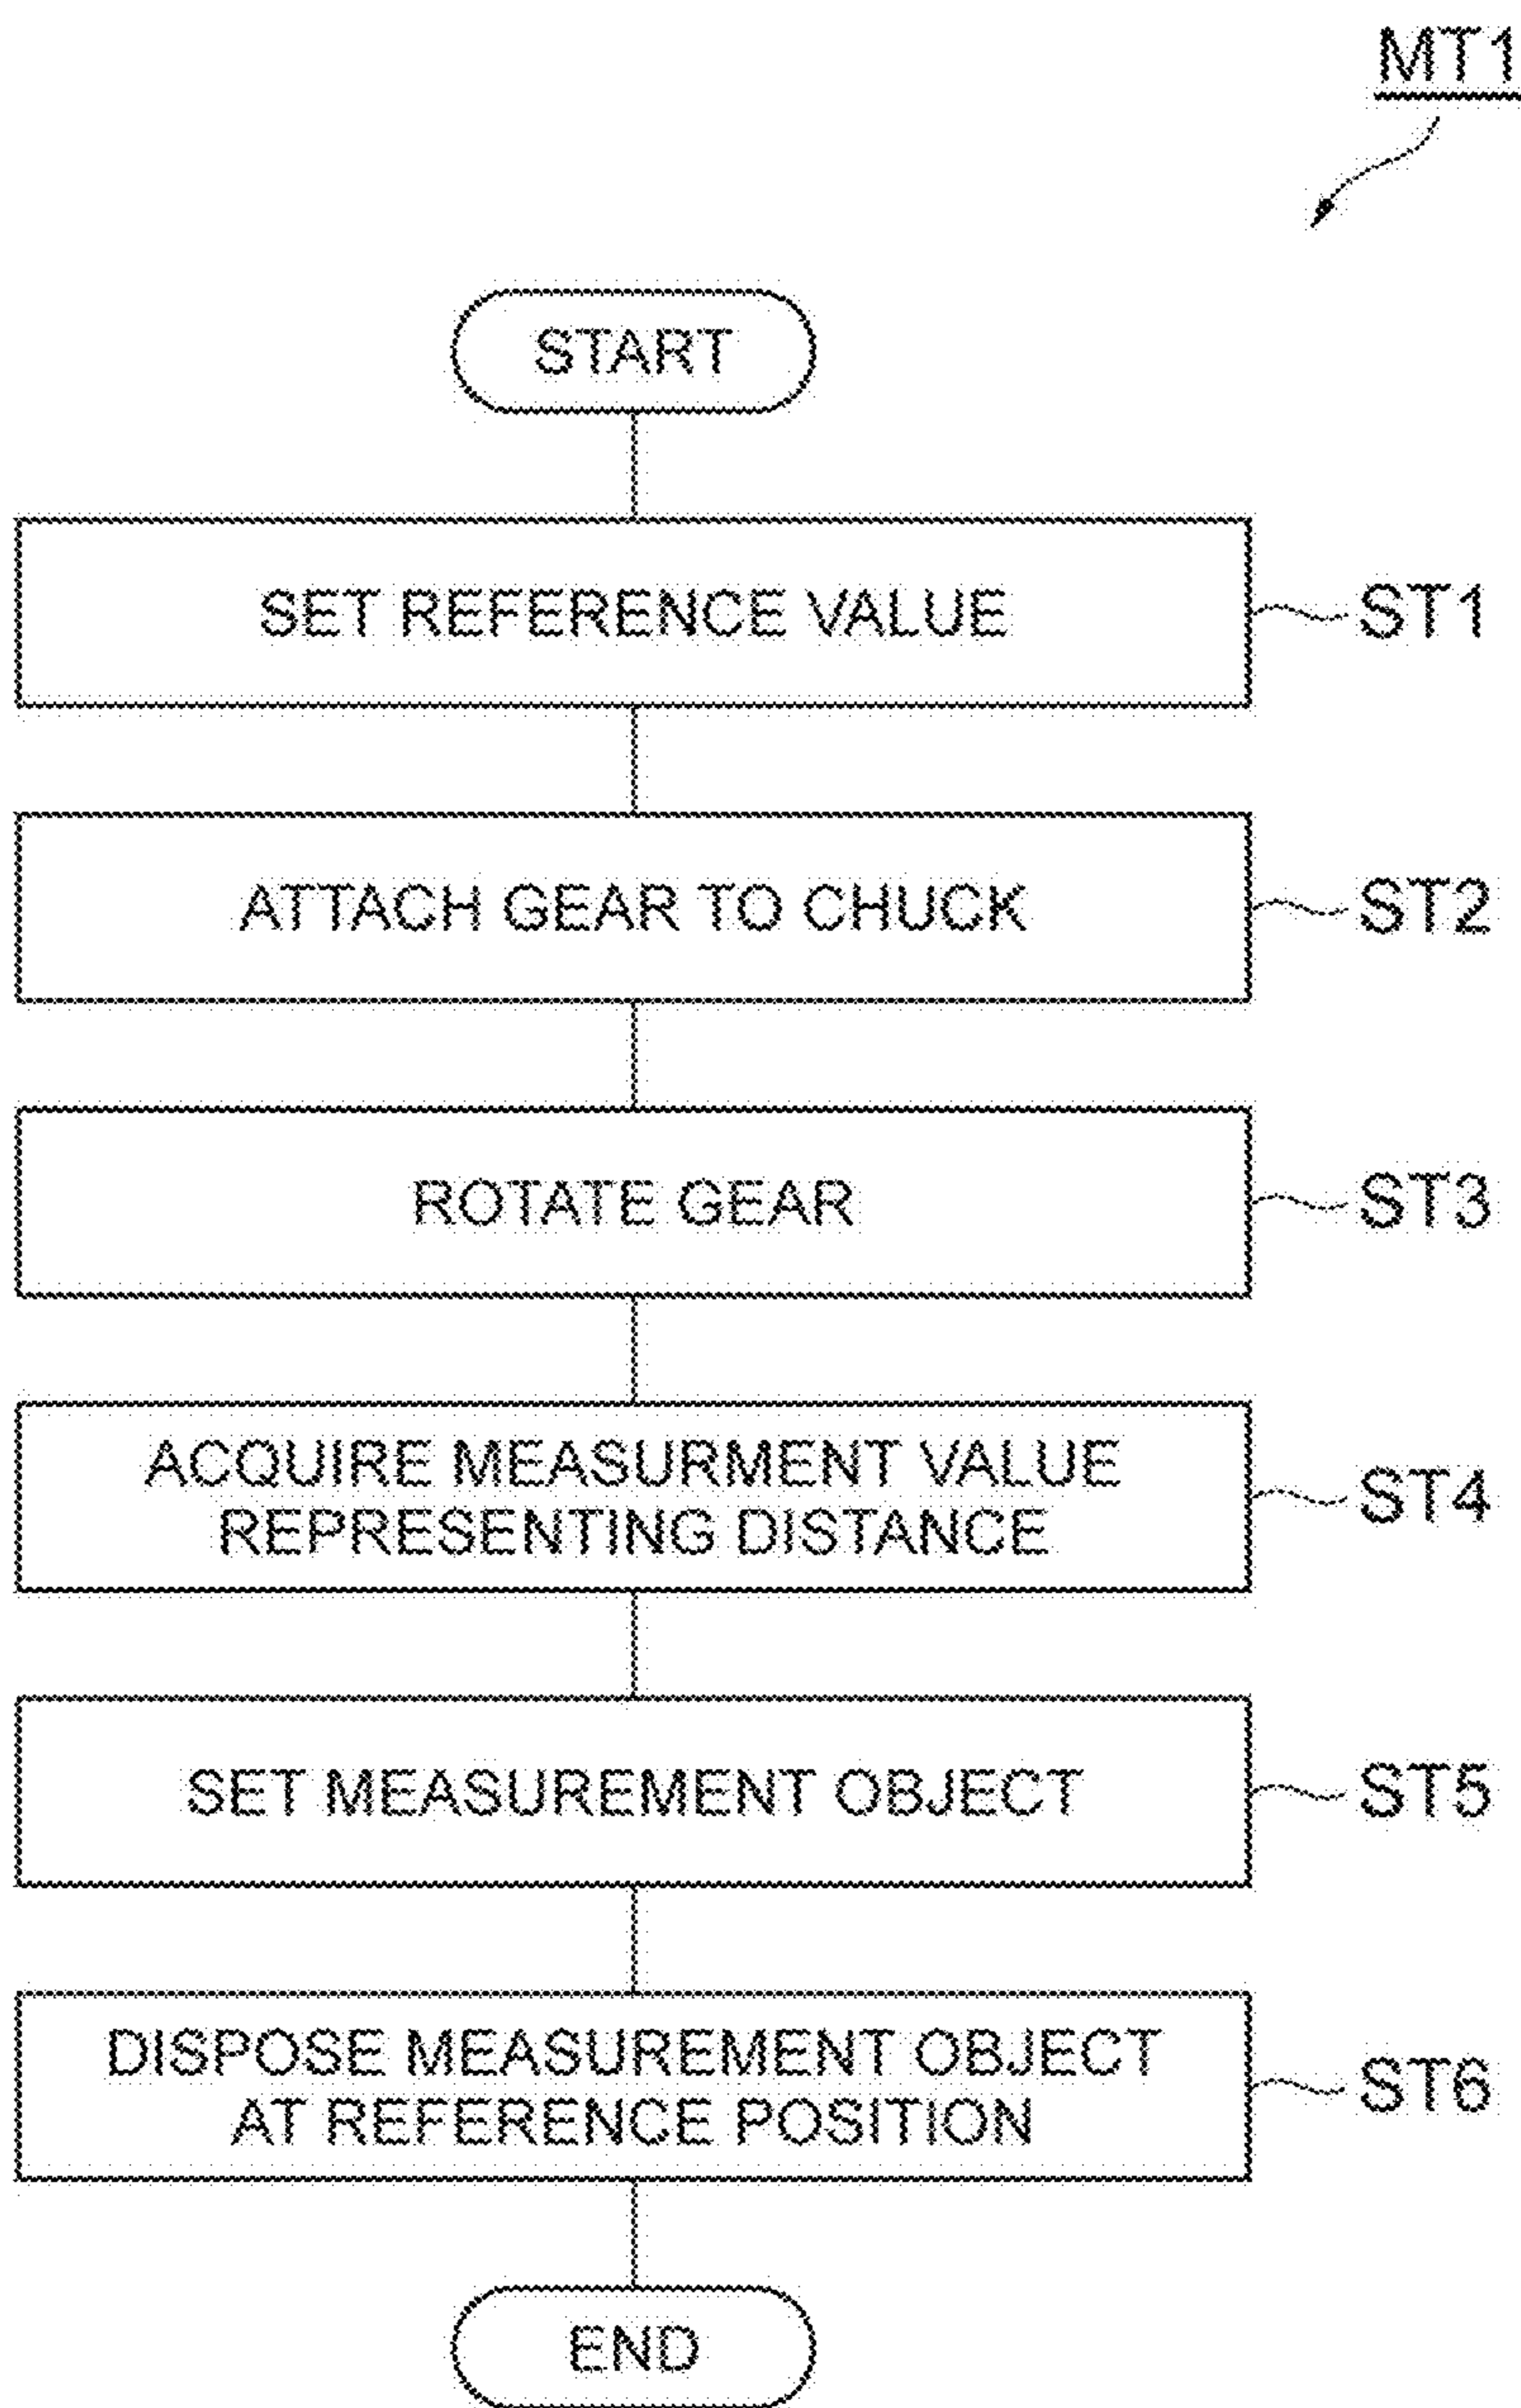 MT1
START
SET REFERENCE VALUE
ST1
ATTACH GEAR TO CHUCK
ST2
ROTATE GEAR
ST3
ACQUIRE MEASURMENT VALUE
REPRESENTING DISTANCE
ST4
SET MEASUREMENT OBJECT
ST5
DISPOSE MEASUREMENT OBJECT
AT REFERENCE POSITION
ST6
END